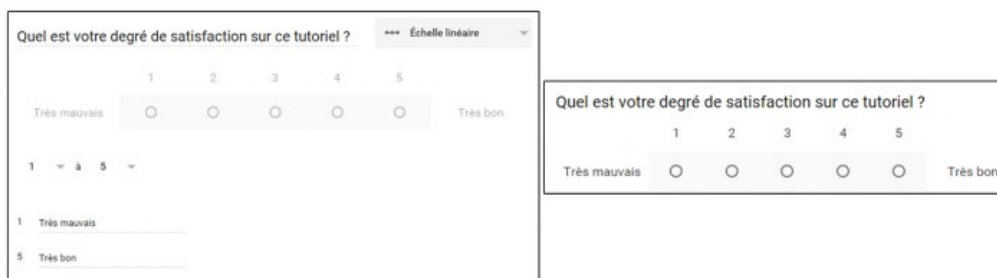 Quel est votre degré de satisfaction sur ce tutoriel ? Échelle linéaire
1 2 3 4 5
Très mauvais Très bon
1 à 5
1 Très mauvais
5 Très bon
Quel est votre degré de satisfaction sur ce tutoriel ?
1 2 3 4 5
Très mauvais Très bon